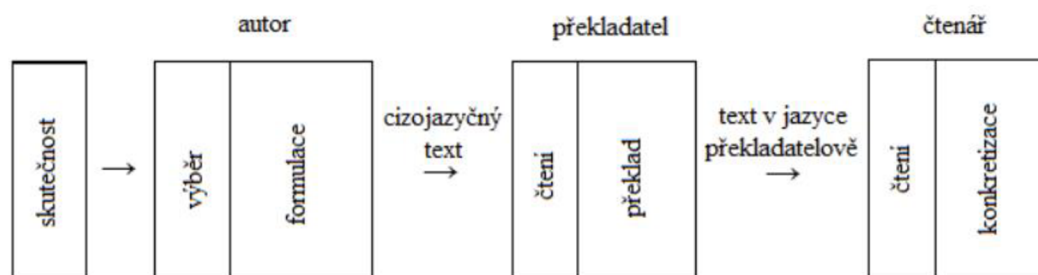 autor
překladatel
čtenář
skutečnost
→
výběr
formulace
cizojazyčný
text
→
čtení
překlad
text v jazyce
překladatelově
→
čtení
konkretizace